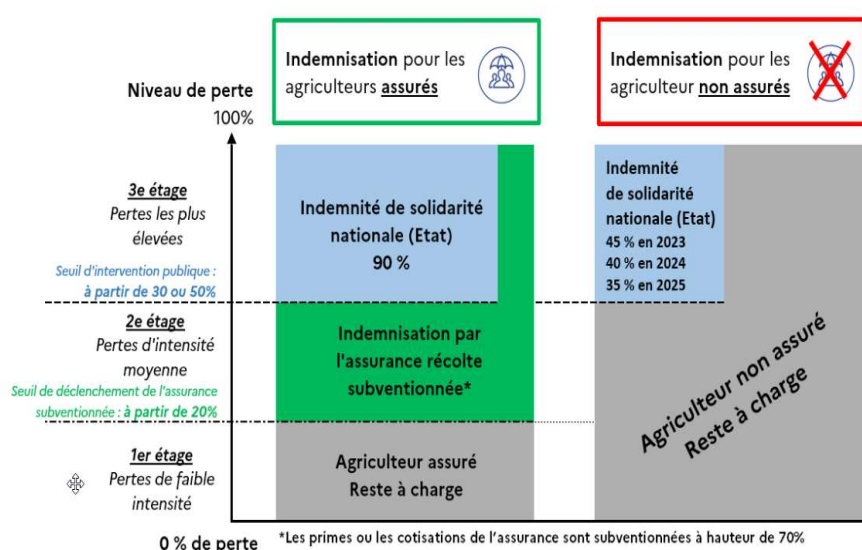 Indemnisation pour les
agriculteurs assurés
Indemnisation pour les
agriculteur non assurés
Niveau de perte
100%
3e étage
Pertes les plus
élevées
Seuil d'intervention publique :
à partir de 30 ou 50%
2e étage
Pertes d'intensité
moyenne
Seuil de déclenchement de l'assurance
subventionnée : à partir de 20%
1er étage
Pertes de faible
intensité
0 % de perte
Indemnité de solidarité
nationale (Etat)
90 %
Indemnisation par
l'assurance récolte
subventionnée*
Agriculteur assuré
Reste à charge
Indemnité
de solidarité
nationale (Etat)
45 % en 2023
40 % en 2024
35 % en 2025
Agriculteur non assuré
Reste à charge
*Les primes ou les cotisations de l'assurance sont subventionnées à hauteur de 70%